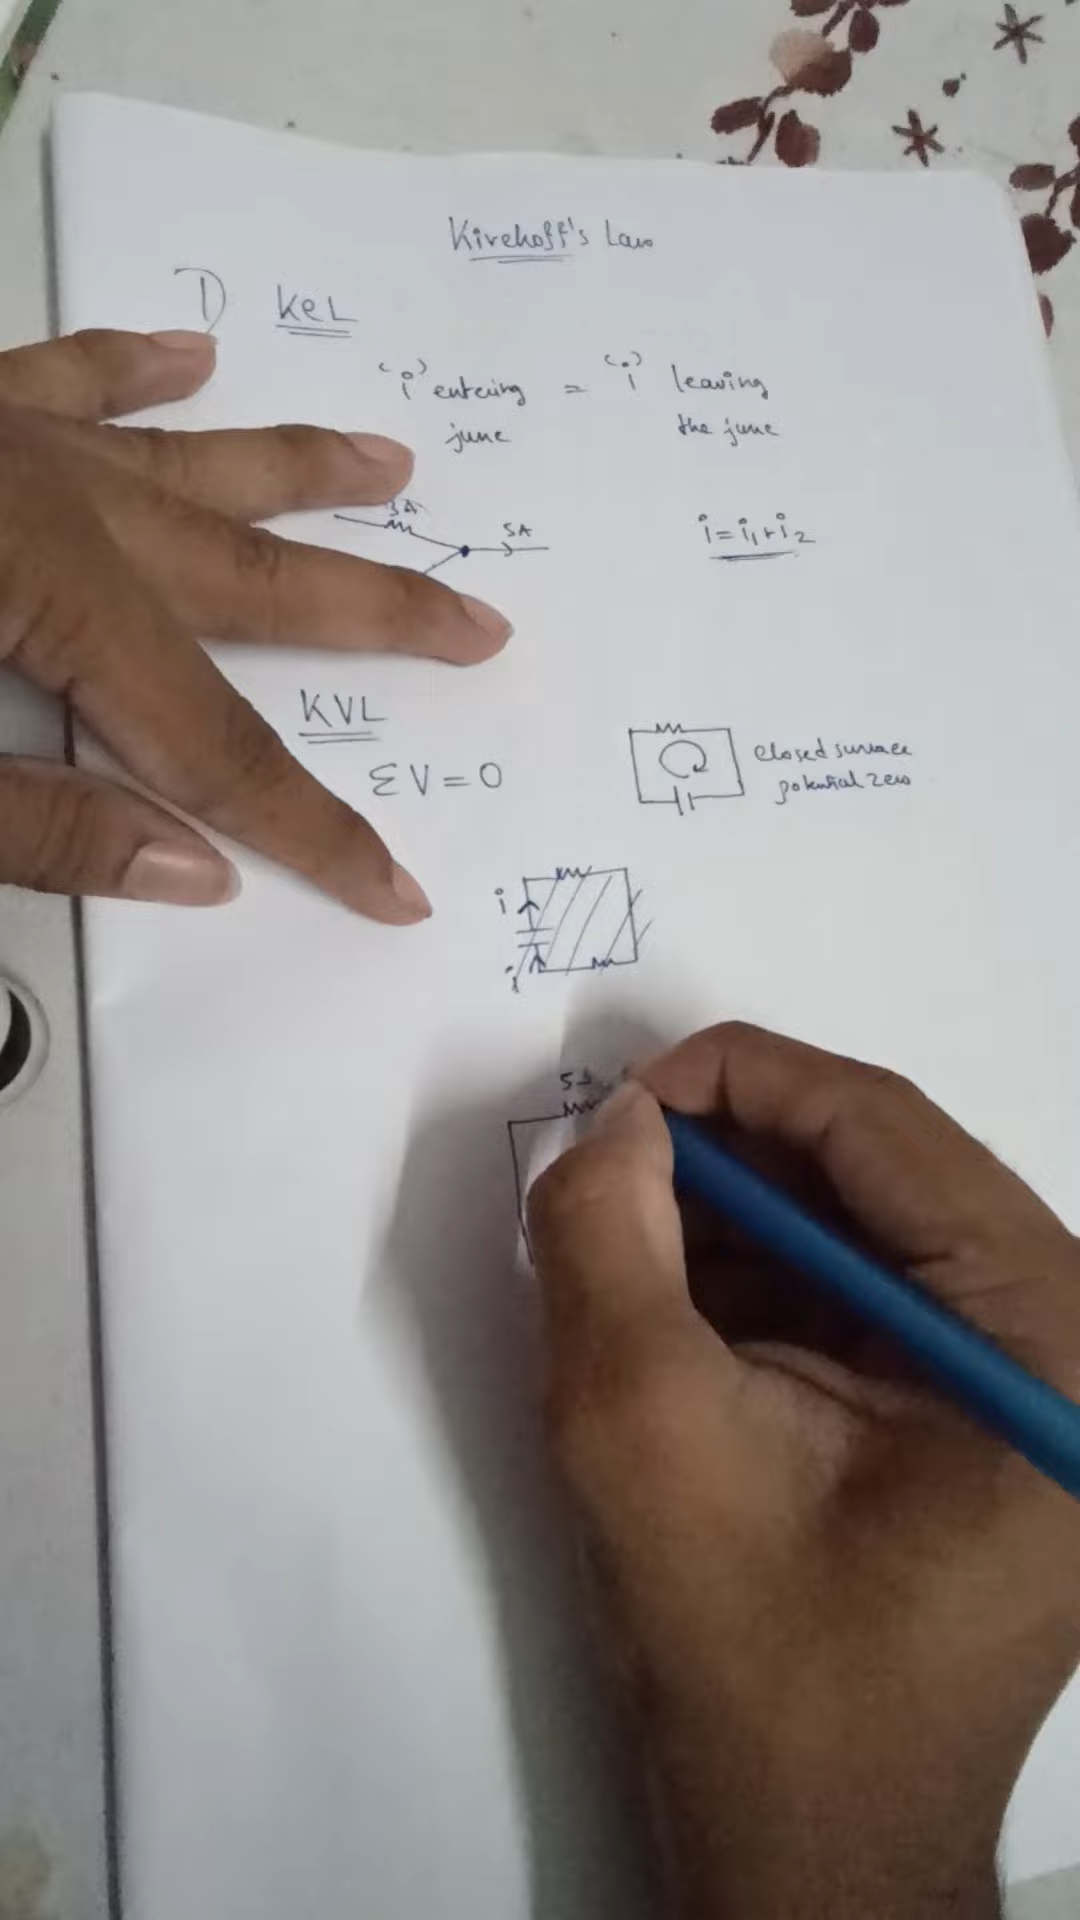 Kirchoff's Law
1) KCL
"i" entering = "i" leaving
junc the junc
3A
5A
i = i₁ + i₂
KVL
ΣV = 0
closed surface
potential zero
i
i